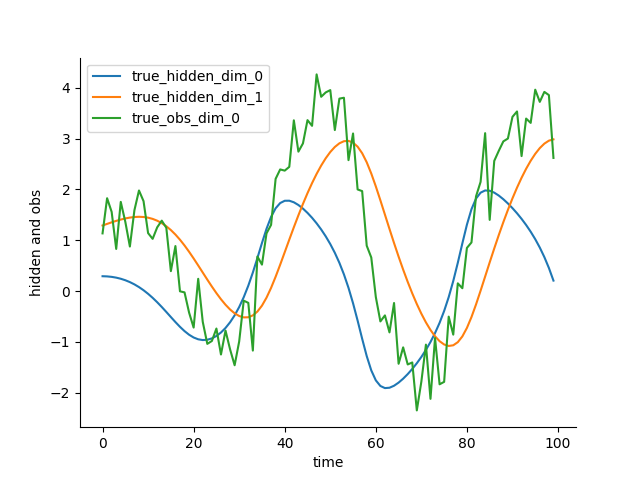 true_hidden_dim_0
true_hidden_dim_1
true_obs_dim_0
hidden and obs
4
3
2
1
0
−1
−2
0 20 40 60 80 100
time